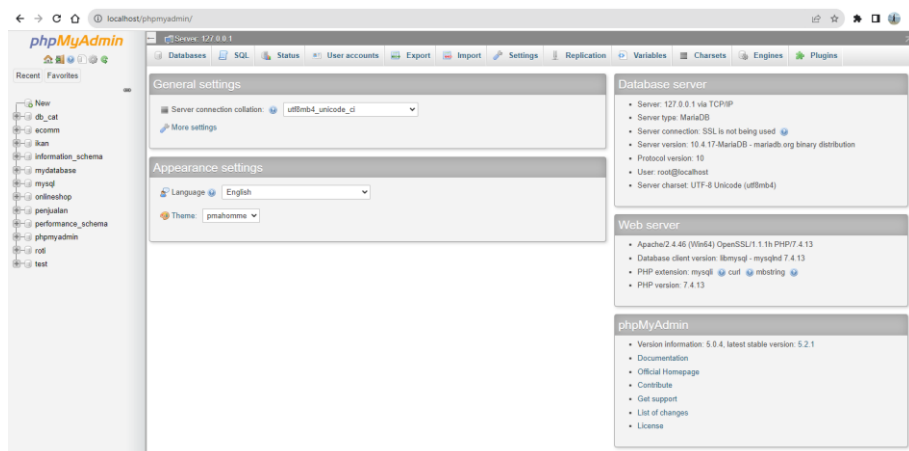 localhost/phpmyadmin/
phpMyAdmin
Recent Favorites
New
db_cat
ecomm
ikan
information_schema
mydatabase
mysql
onlineshop
penjualan
performance_schema
phpmyadmin
roti
test
Server: 127.0.0.1
Databases SQL Status User accounts Export Import Settings Replication Variables Charsets Engines Plugins
General settings
Server connection collation: utf8mb4_unicode_ci
More settings
Appearance settings
Language English
Theme: pmahomme
Database server
Server: 127.0.0.1 via TCP/IP
Server type: MariaDB
Server connection: SSL is not being used
Server version: 10.4.17-MariaDB - mariadb.org binary distribution
Protocol version: 10
User: root@localhost
Server charset: UTF-8 Unicode (utf8mb4)
Web server
Apache/2.4.46 (Win64) OpenSSL/1.1.1h PHP/7.4.13
Database client version: libmysql - mysqlnd 7.4.13
PHP extension: mysqli curl mbstring
PHP version: 7.4.13
phpMyAdmin
Version information: 5.0.4, latest stable version: 5.2.1
Documentation
Official Homepage
Contribute
Get support
List of changes
License